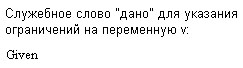 Служебное слово "дано" для указания
ограничений на переменную v:
Given